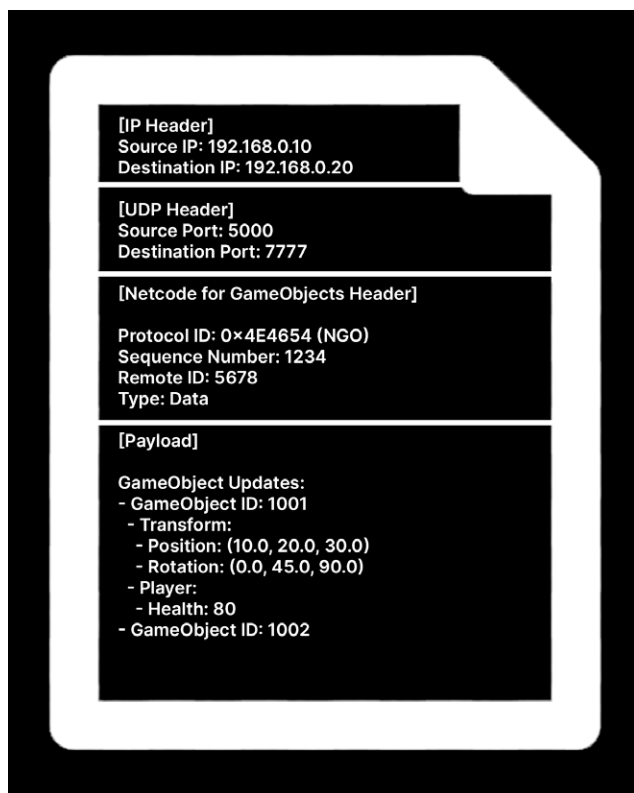 [IP Header]
Source IP: 192.168.0.10
Destination IP: 192.168.0.20
[UDP Header]
Source Port: 5000
Destination Port: 7777
[Netcode for GameObjects Header]
Protocol ID: 0×4E4654 (NGO)
Sequence Number: 1234
Remote ID: 5678
Type: Data
[Payload]
GameObject Updates:
- GameObject ID: 1001
- Transform:
- Position: (10.0, 20.0, 30.0)
- Rotation: (0.0, 45.0, 90.0)
- Player:
- Health: 80
- GameObject ID: 1002